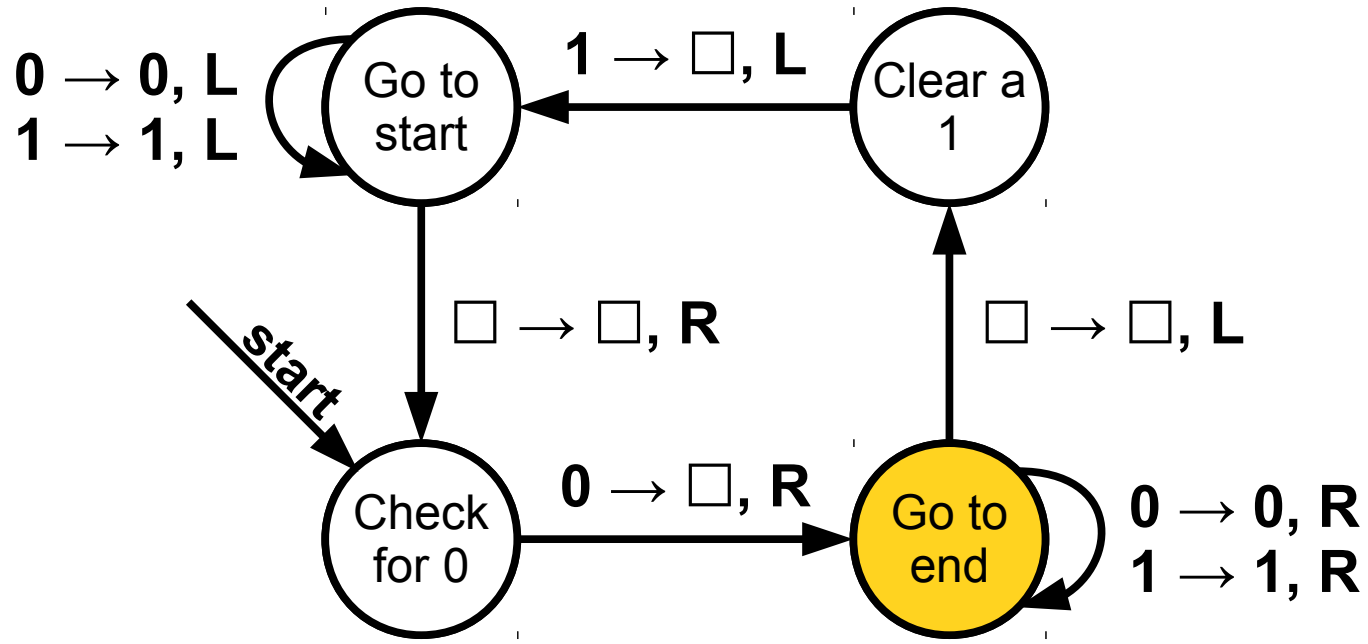 0 → 0, L
1 → 1, L
Go to
start
1 → □, L
Clear a
1
□ → □, R
□ → □, L
start
Check
for 0
0 → □, R
Go to
end
0 → 0, R
1 → 1, R